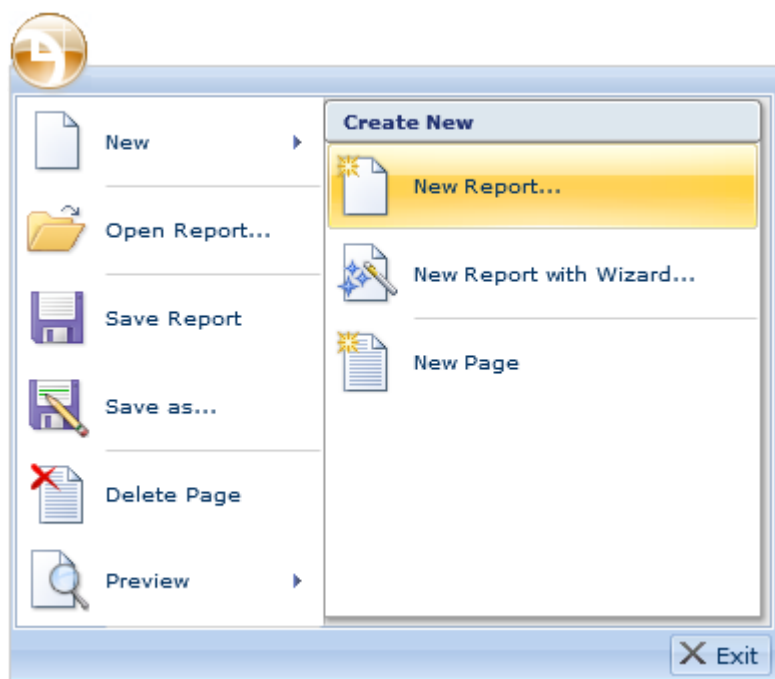 New
Open Report...
Save Report
Save as...
Delete Page
Preview
Create New
New Report...
New Report with Wizard...
New Page
Exit